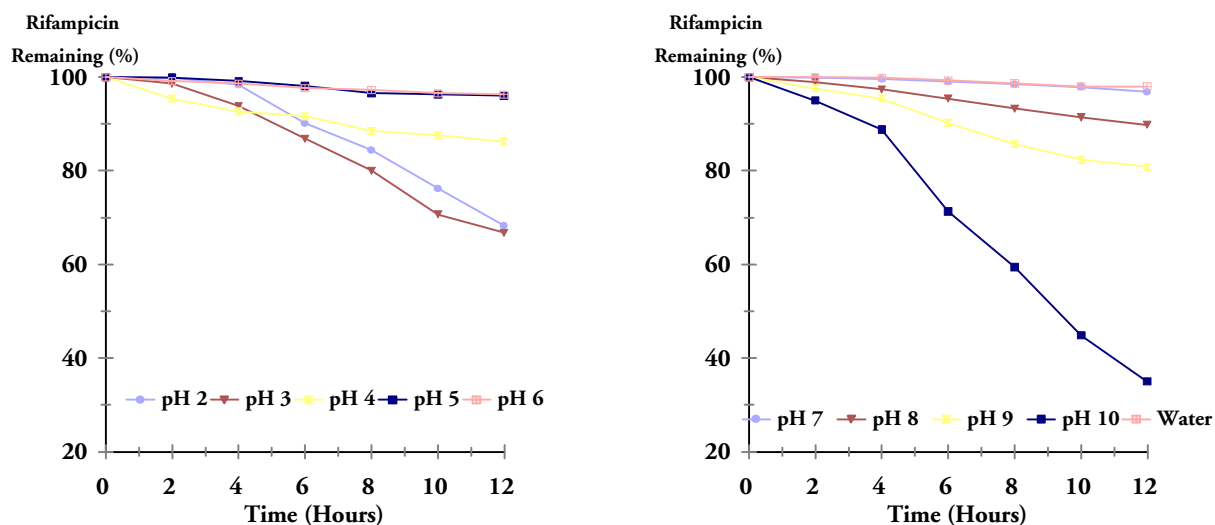 Rifampicin
Remaining (%)
100
80
60
40
20
pH 2 pH 3 pH 4 pH 5 pH 6
0 2 4 6 8 10 12
Time (Hours)
Rifampicin
Remaining (%)
100
80
60
40
20
pH 7 pH 8 pH 9 pH 10 Water
0 2 4 6 8 10 12
Time (Hours)